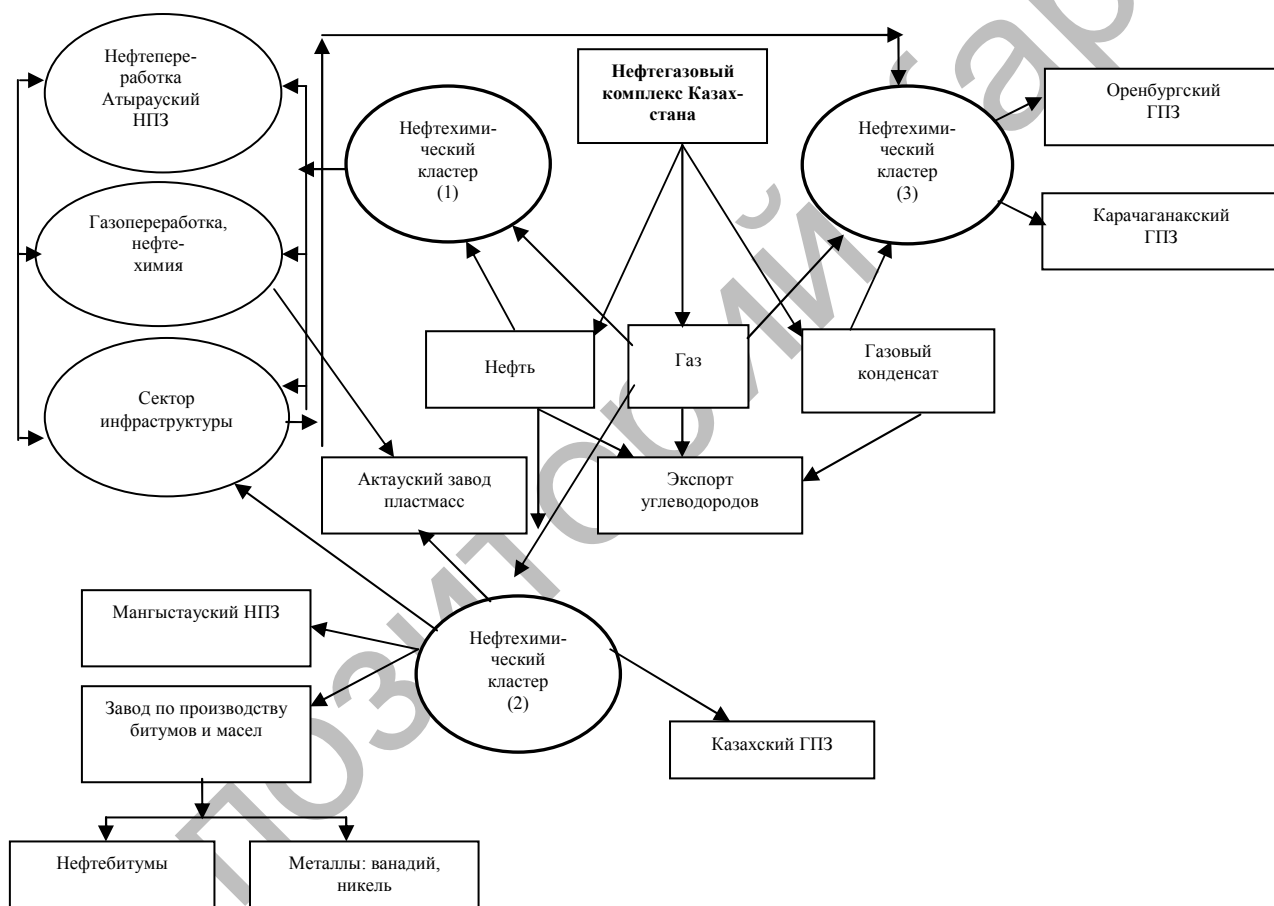 Нефтепере-
работка
Атырауский
НПЗ
Нефтегазовый
комплекс Казах-
стана
Оренбургский
ГПЗ
Нефтехими-
ческий
кластер
(1)
Нефтехими-
ческий
кластер
(3)
Газопереработка,
нефте-
химия
Карачаганакский
ГПЗ
Нефть
Газ
Газовый
конденсат
Сектор
инфраструктуры
Актауский завод
пластмасс
Экспорт
углеводородов
Мангыстауский НПЗ
Нефтехими-
ческий
кластер
(2)
Завод по производству
битумов и масел
Казахский ГПЗ
Нефтебитумы
Металлы: ванадий,
никель